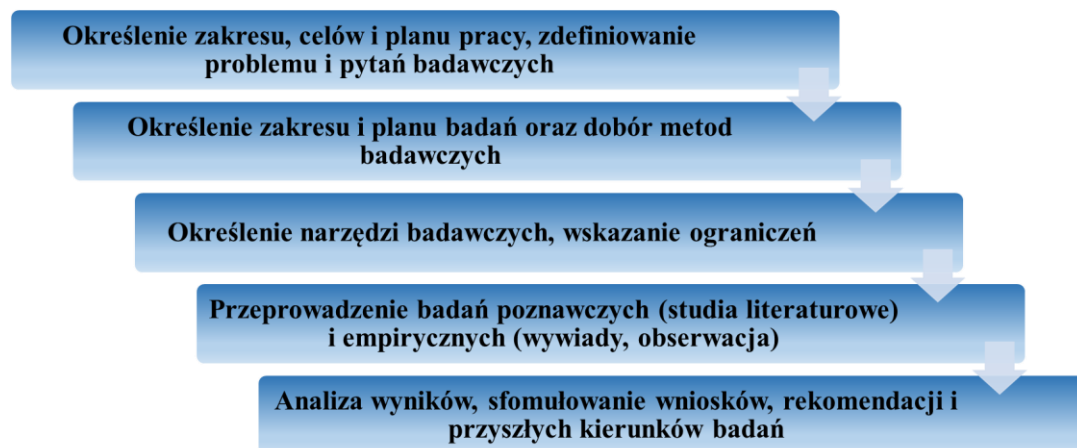 Określenie zakresu, celów i planu pracy, zdefiniowanie
problemu i pytań badawczych
Określenie zakresu i planu badań oraz dobór metod
badawczych
Określenie narzędzi badawczych, wskazanie ograniczeń
Przeprowadzenie badań poznawczych (studia literaturowe)
i empirycznych (wywiady, obserwacja)
Analiza wyników, sfomułowanie wniosków, rekomendacji i
przyszłych kierunków badań